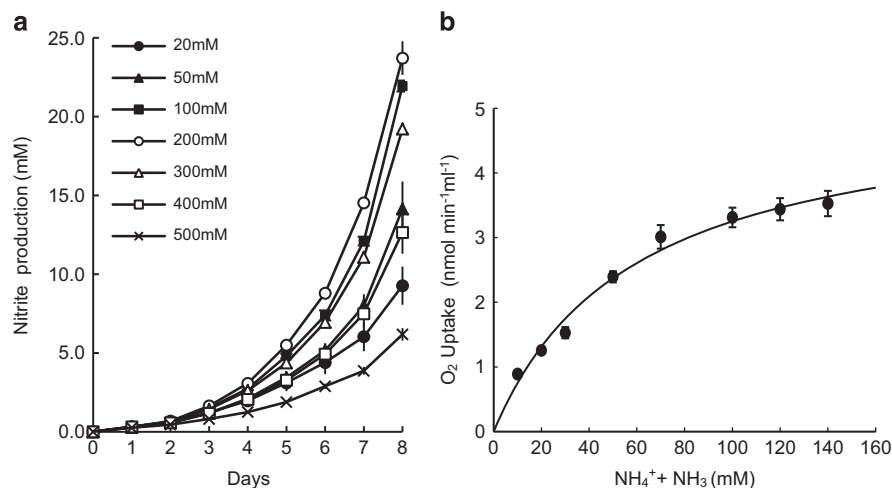 a
25.0
20.0
15.0
10.0
5.0
0.0
Nitrite production (mM)
20mM
50mM
100mM
200mM
300mM
400mM
500mM
0 1 2 3 4 5 6 7 8
Days
b
5
4
3
2
1
0
O₂ Uptake (nmol min⁻¹ml⁻¹)
0 20 40 60 80 100 120 140 160
NH₄⁺+ NH₃ (mM)